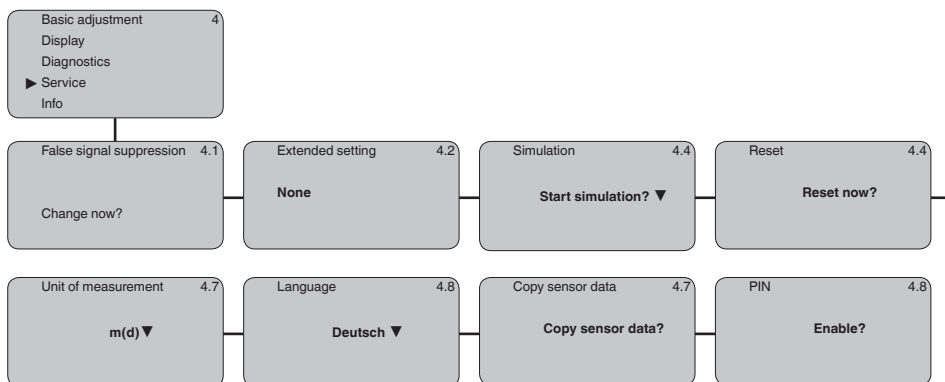 Basic adjustment 4
Display
Diagnostics
▶ Service
Info
False signal suppression 4.1
Change now?
Extended setting 4.2
None
Simulation 4.4
Start simulation? ▼
Reset 4.4
Reset now?
Unit of measurement 4.7
m(d) ▼
Language 4.8
Deutsch ▼
Copy sensor data 4.7
Copy sensor data?
PIN 4.8
Enable?